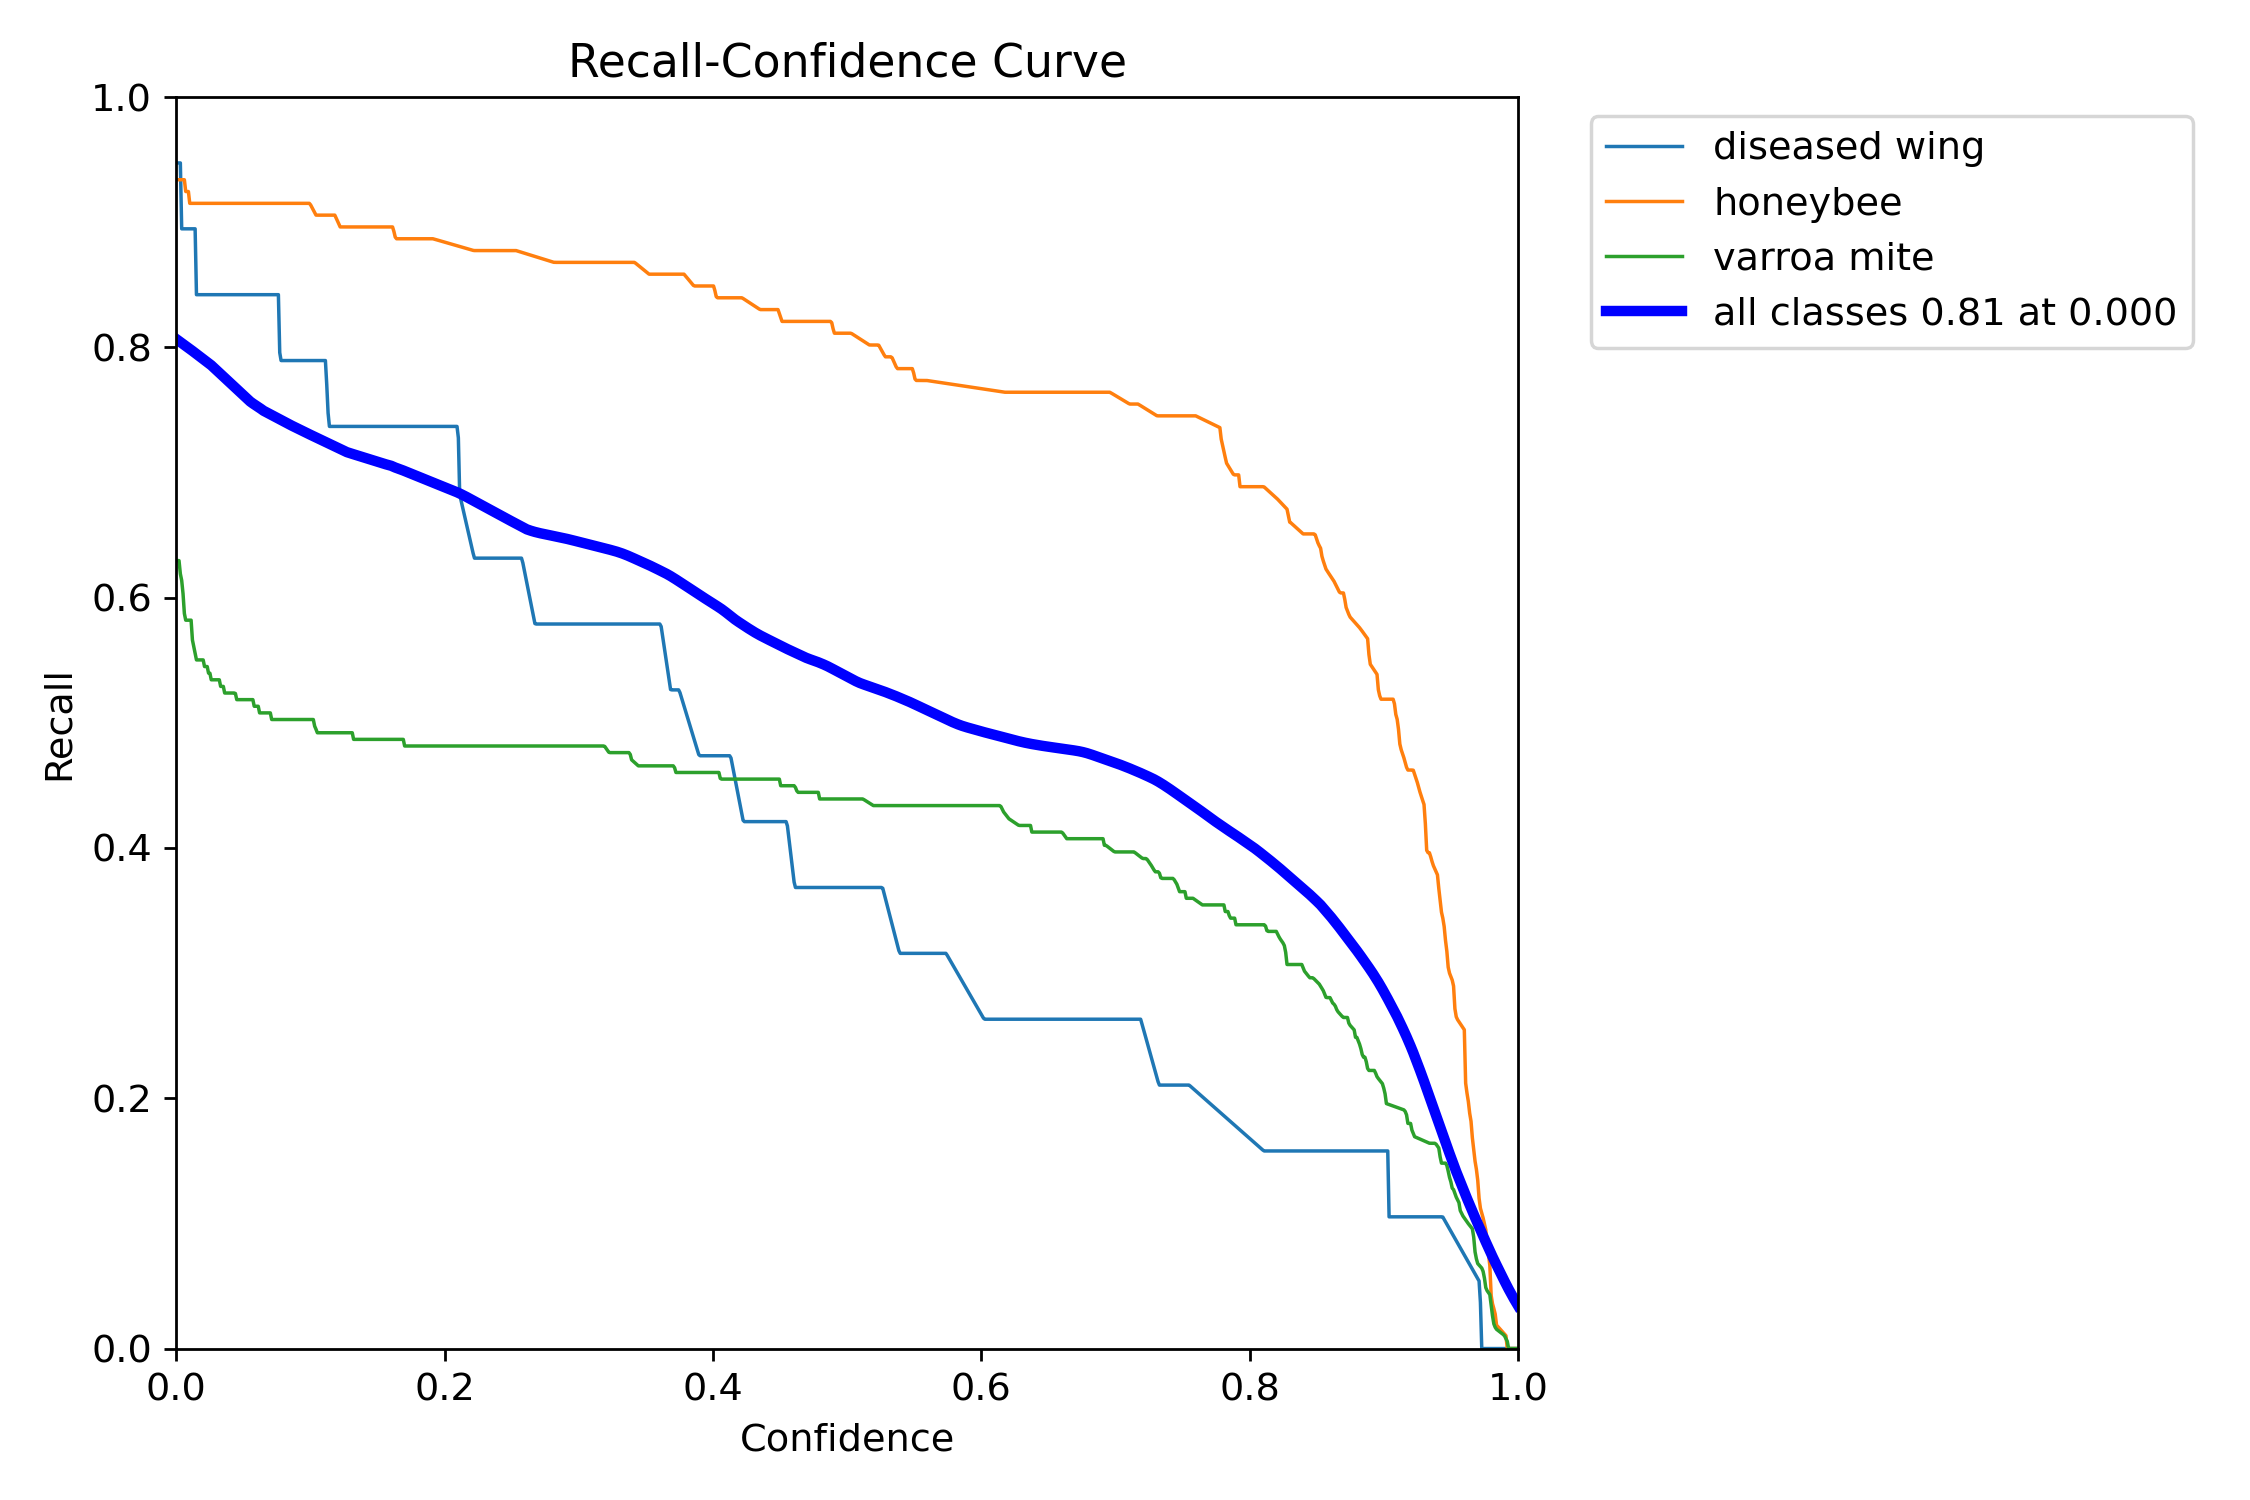 Recall-Confidence Curve
1.0
0.8
0.6
0.4
0.2
0.0
Recall
0.0 0.2 0.4 0.6 0.8 1.0
Confidence
diseased wing
honeybee
varroa mite
all classes 0.81 at 0.000